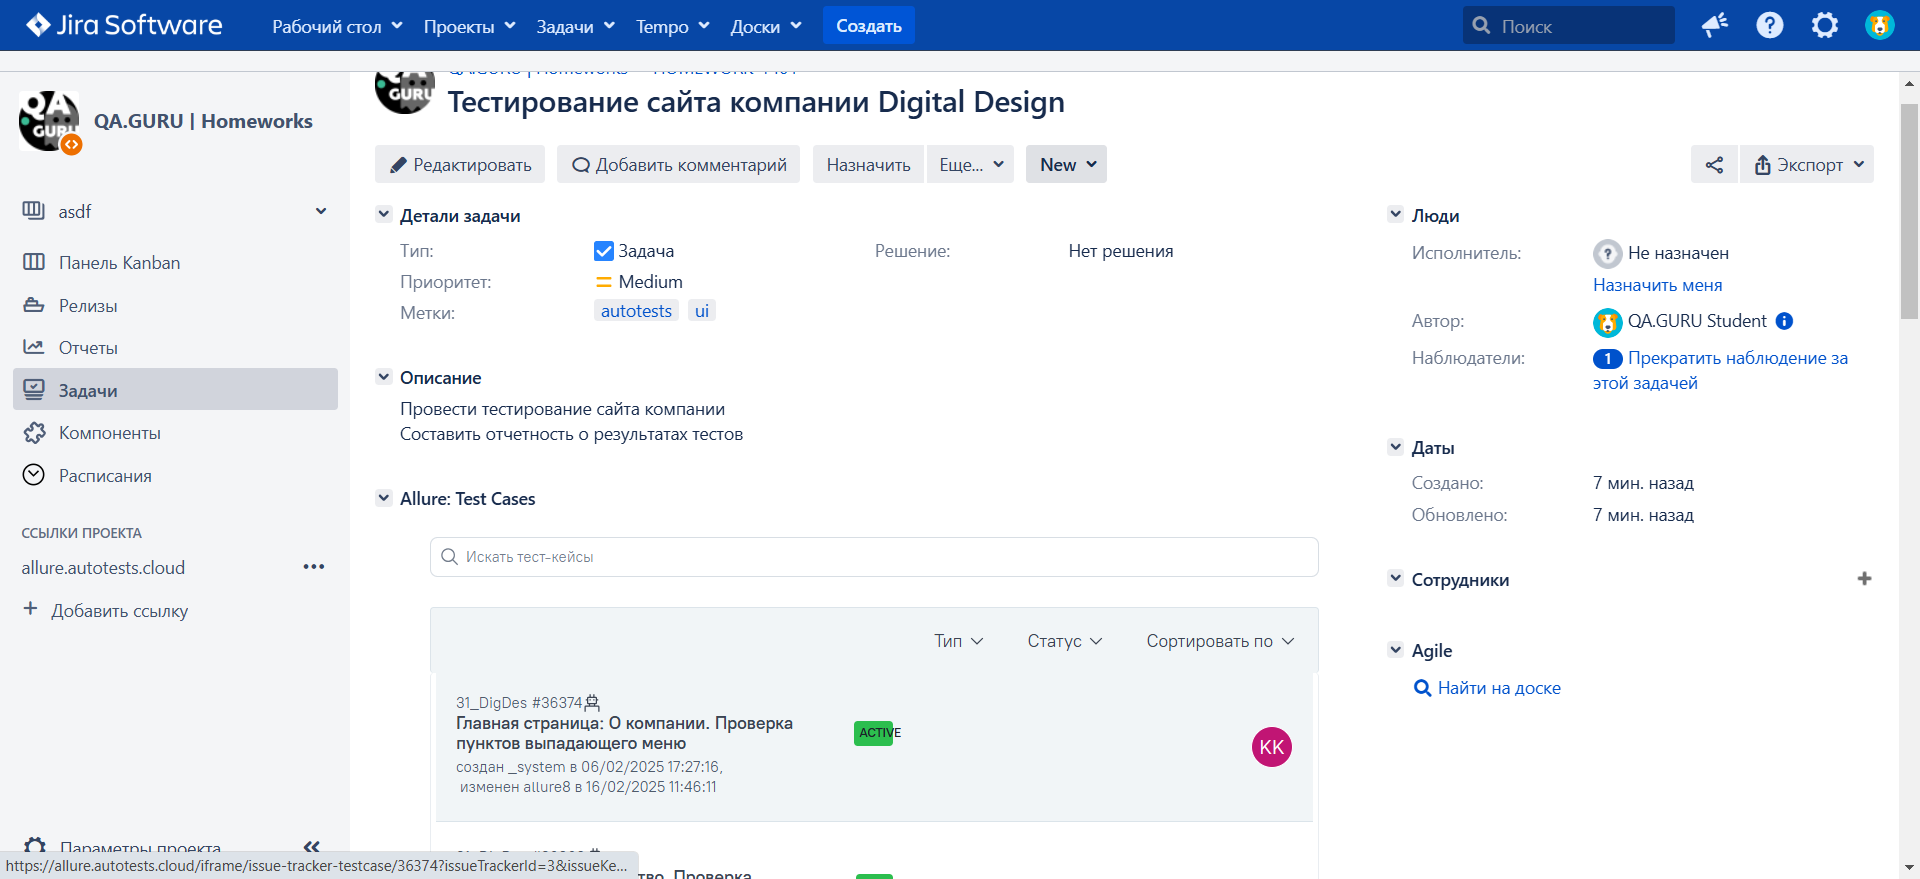 Jira Software
Рабочий стол
Проекты
Задачи
Tempo
Доски
Создать
Поиск
QA.GURU | Homeworks
Тестирование сайта компании Digital Design
QA GURU
QA.GURU | Homeworks
asdf
Панель Kanban
Релизы
Отчеты
Задачи
Компоненты
Расписания
ССЫЛКИ ПРОЕКТА
allure.autotests.cloud
Добавить ссылку
Параметры проекта
Редактировать
Добавить комментарий
Назначить
Еще...
New
Экспорт
Детали задачи
Тип:
Задача
Решение:
Нет решения
Приоритет:
Medium
Метки:
autotests
ui
Описание
Провести тестирование сайта компании
Составить отчетность о результатах тестов
Allure: Test Cases
Искать тест-кейсы
Тип
Статус
Сортировать по
31_DigDes #36374
Главная страница: О компании. Проверка
пунктов выпадающего меню
создан _system в 06/02/2025 17:27:16,
изменен allure8 в 16/02/2025 11:46:11
ACTIVE
KK
Проверка
Люди
Исполнитель:
Не назначен
Назначить меня
Автор:
QA.GURU Student
Наблюдатели:
1 Прекратить наблюдение за
этой задачей
Даты
Создано:
7 мин. назад
Обновлено:
7 мин. назад
Сотрудники
Agile
Найти на доске
https://allure.autotests.cloud/iframe/issue-tracker-testcase/36374?issueTrackerId=3&issueKe...